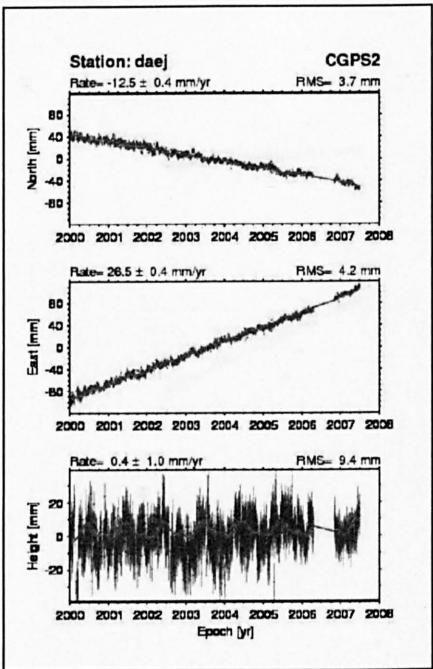 Station: daej CGPS2
Rate= -12.5 ± 0.4 mm/yr RMS= 3.7 mm
North [mm]
80
40
0
-40
-80
2000 2001 2002 2003 2004 2005 2006 2007 2008
Rate= 26.5 ± 0.4 mm/yr RMS= 4.2 mm
East [mm]
80
40
0
-40
-80
2000 2001 2002 2003 2004 2005 2006 2007 2008
Rate= 0.4 ± 1.0 mm/yr RMS= 9.4 mm
Height [mm]
20
0
-20
2000 2001 2002 2003 2004 2005 2006 2007 2008
Epoch [yr]